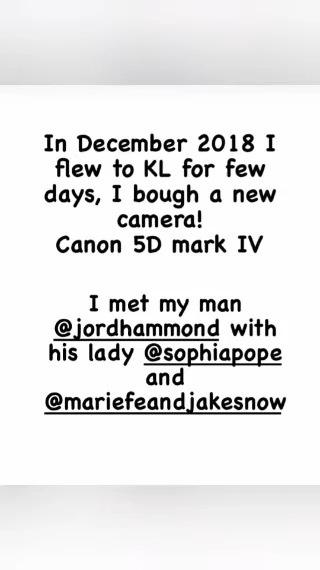 In December 2018 I
flew to KL for few
days, I bough a new
camera!
Canon 5D mark IV
I met my man
@jordhammond with
his lady @sophiapope
and
@mariefeandjakesnow